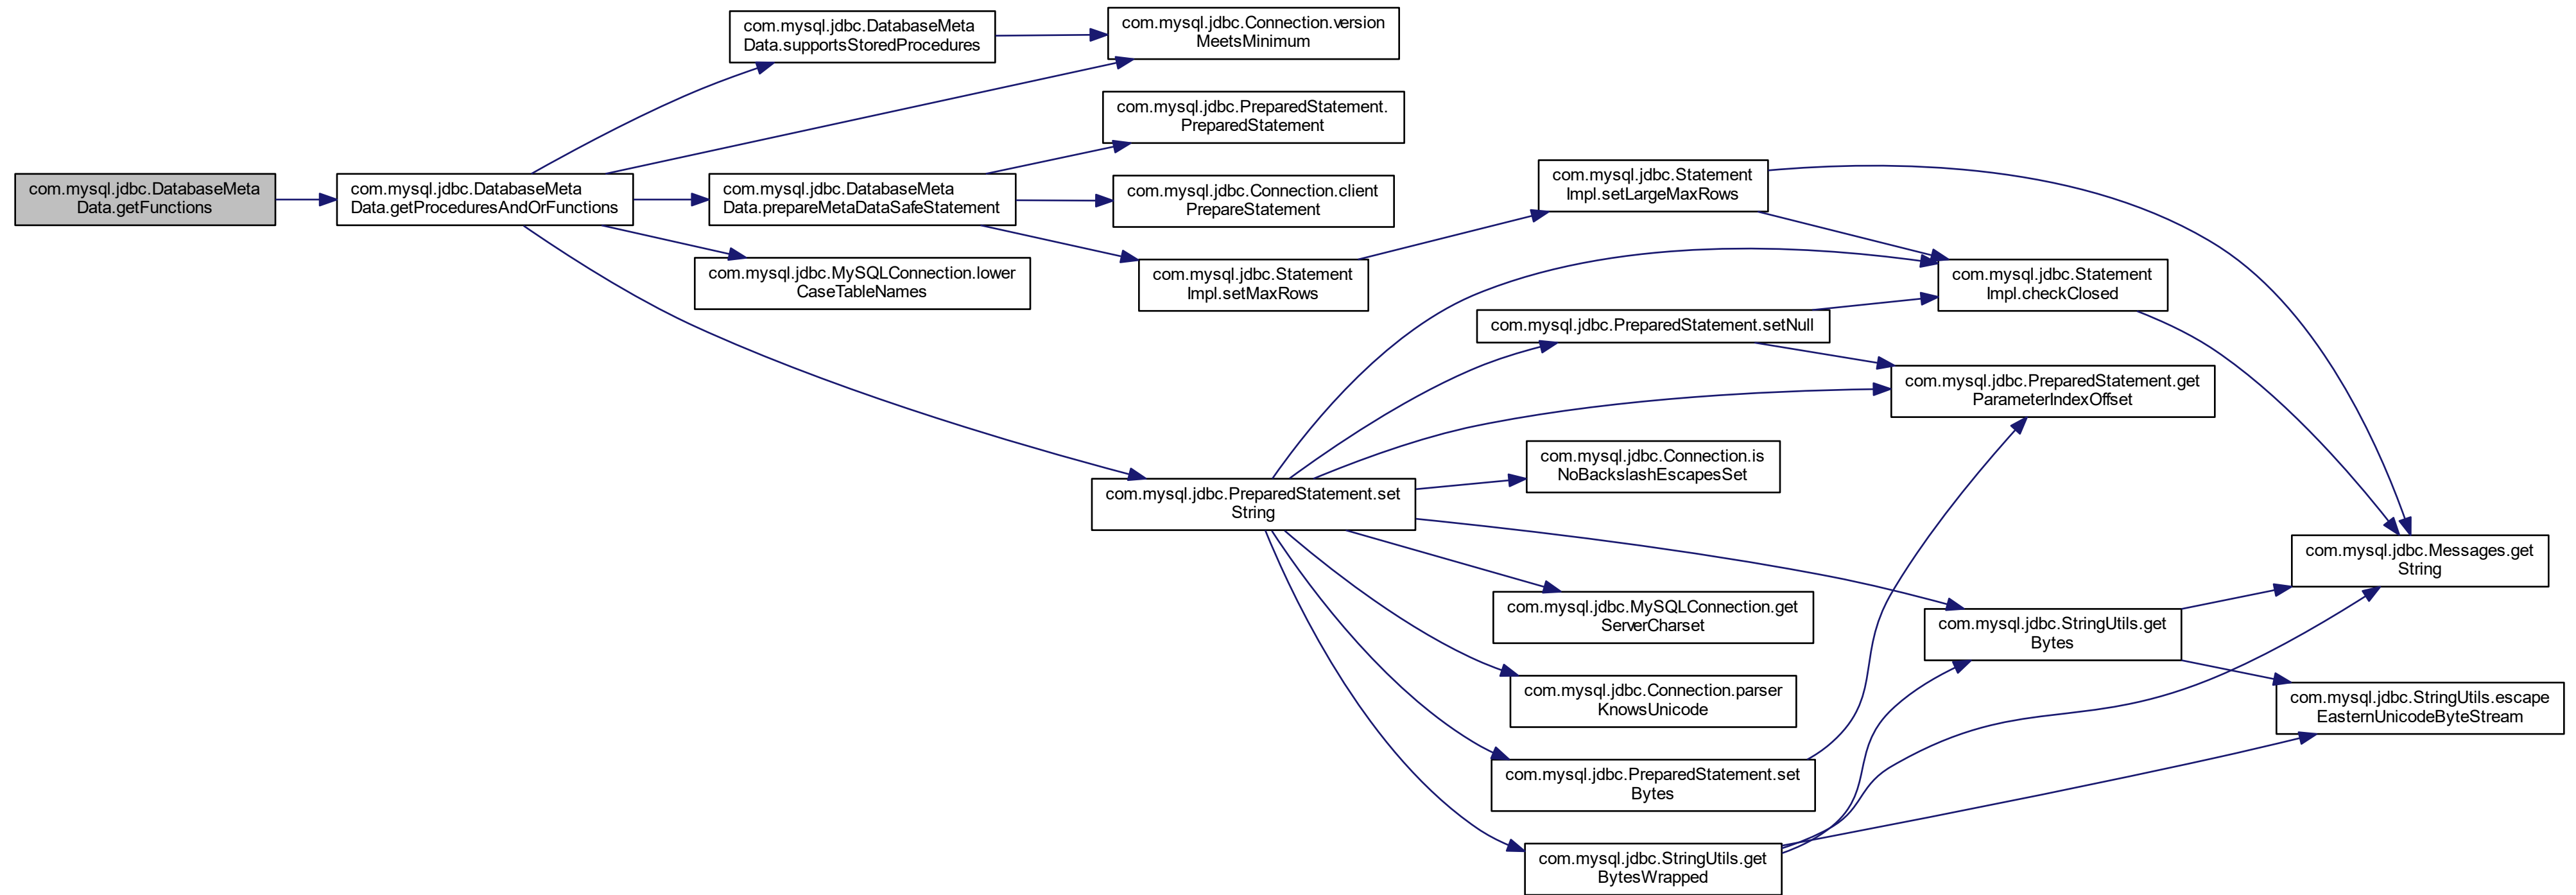 com.mysql.jdbc.DatabaseMeta
Data.getFunctions
com.mysql.jdbc.DatabaseMeta
Data.getProceduresAndOrFunctions
com.mysql.jdbc.DatabaseMeta
Data.supportsStoredProcedures
com.mysql.jdbc.Connection.version
MeetsMinimum
com.mysql.jdbc.DatabaseMeta
Data.prepareMetaDataSafeStatement
com.mysql.jdbc.PreparedStatement.
PreparedStatement
com.mysql.jdbc.Connection.client
PrepareStatement
com.mysql.jdbc.MySQLConnection.lower
CaseTableNames
com.mysql.jdbc.Statement
Impl.setMaxRows
com.mysql.jdbc.Statement
Impl.setLargeMaxRows
com.mysql.jdbc.Statement
Impl.checkClosed
com.mysql.jdbc.PreparedStatement.setNull
com.mysql.jdbc.PreparedStatement.get
ParameterIndexOffset
com.mysql.jdbc.Connection.is
NoBackslashEscapesSet
com.mysql.jdbc.PreparedStatement.set
String
com.mysql.jdbc.Messages.get
String
com.mysql.jdbc.MySQLConnection.get
ServerCharset
com.mysql.jdbc.StringUtils.get
Bytes
com.mysql.jdbc.Connection.parser
KnowsUnicode
com.mysql.jdbc.StringUtils.escape
EasternUnicodeByteStream
com.mysql.jdbc.PreparedStatement.set
Bytes
com.mysql.jdbc.StringUtils.get
BytesWrapped